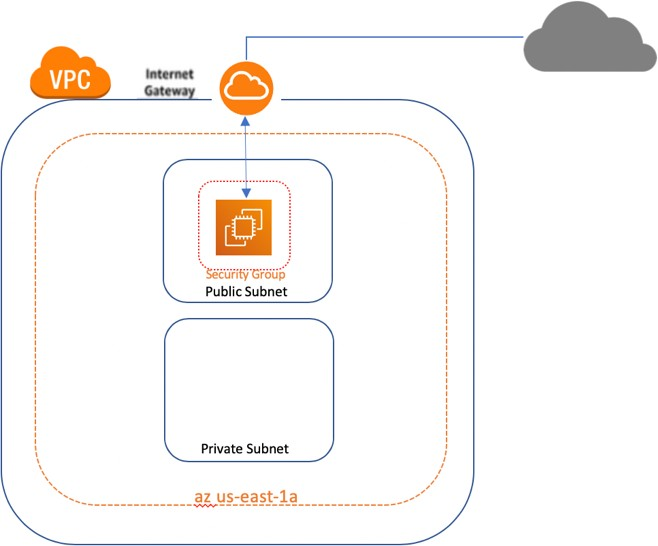 VPC
Internet
Gateway
Security Group
Public Subnet
Private Subnet
az us-east-1a